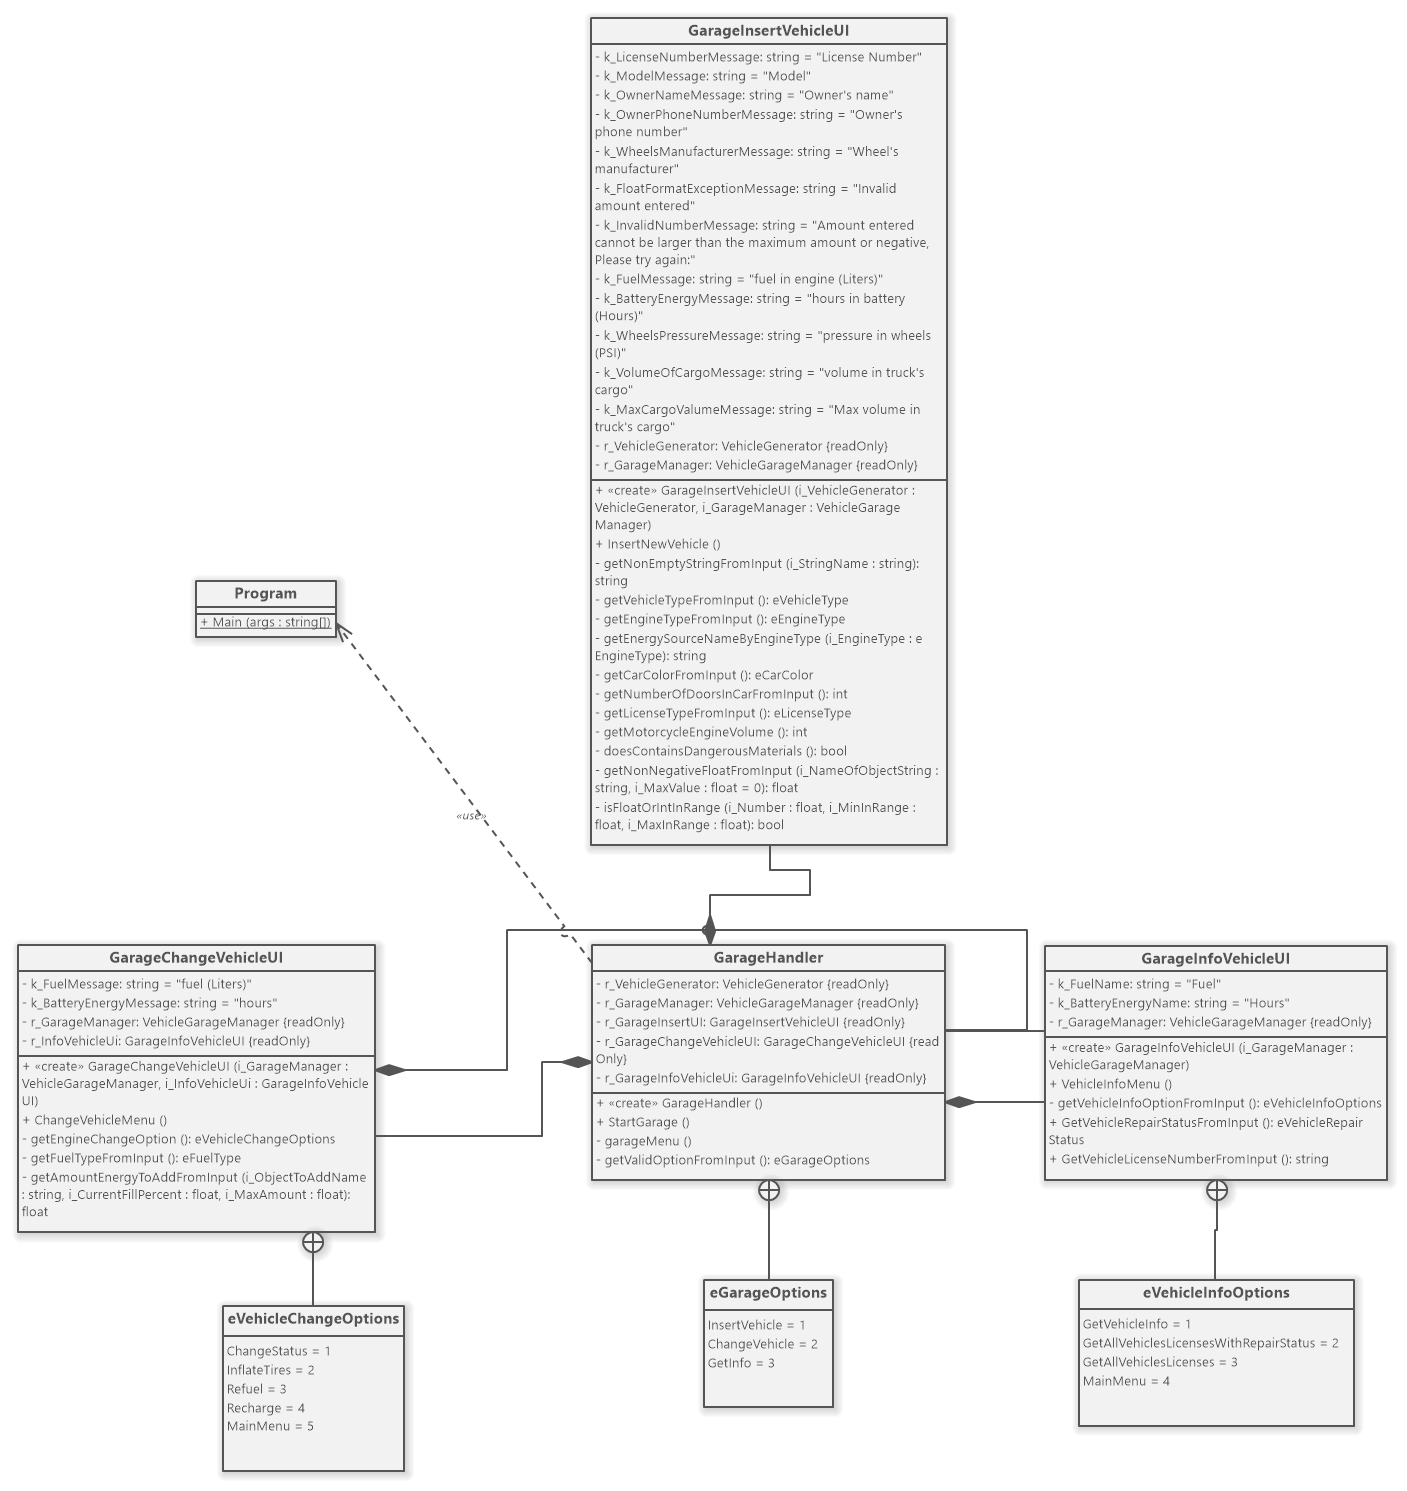 GarageInsertVehicleUI
- k_LicenseNumberMessage: string = "License Number"
- k_ModelMessage: string = "Model"
- k_OwnerNameMessage: string = "Owner's name"
- k_OwnerPhoneNumberMessage: string = "Owner's
phone number"
- k_WheelsManufacturerMessage: string = "Wheel's
manufacturer"
- k_FloatFormatExceptionMessage: string = "Invalid
amount entered"
- k_InvalidNumberMessage: string = "Amount entered
cannot be larger than the maximum amount or negative,
Please try again:"
- k_FuelMessage: string = "fuel in engine (Liters)"
- k_BatteryEnergyMessage: string = "hours in battery
(Hours)"
- k_WheelsPressureMessage: string = "pressure in wheels
(PSI)"
- k_VolumeOfCargoMessage: string = "volume in truck's
cargo"
- k_MaxCargoValumeMessage: string = "Max volume in
truck's cargo"
- r_VehicleGenerator: VehicleGenerator {readOnly}
- r_GarageManager: VehicleGarageManager {readOnly}
+ «create» GarageInsertVehicleUI (i_VehicleGenerator :
VehicleGenerator, i_GarageManager : VehicleGarage
Manager)
+ InsertNewVehicle ()
- getNonEmptyStringFromInput (i_StringName : string):
string
- getVehicleTypeFromInput (): eVehicleType
- getEngineTypeFromInput (): eEngineType
- getEnergySourceNameByEngineType (i_EngineType : e
EngineType): string
- getCarColorFromInput (): eCarColor
- getNumberOfDoorsInCarFromInput (): int
- getLicenseTypeFromInput (): eLicenseType
- getMotorcycleEngineVolume (): int
- doesContainsDangerousMaterials (): bool
- getNonNegativeFloatFromInput (i_NameOfObjectString :
string, i_MaxValue : float = 0): float
- isFloatOrIntInRange (i_Number : float, i_MinInRange :
float, i_MaxInRange : float): bool
Program
+ Main (args : string[])
«use»
GarageChangeVehicleUI
- k_FuelMessage: string = "fuel (Liters)"
- k_BatteryEnergyMessage: string = "hours"
- r_GarageManager: VehicleGarageManager {readOnly}
- r_InfoVehicleUi: GarageInfoVehicleUI {readOnly}
+ «create» GarageChangeVehicleUI (i_GarageManager :
VehicleGarageManager, i_InfoVehicleUi : GarageInfoVehicle
UI)
+ ChangeVehicleMenu ()
- getEngineChangeOption (): eVehicleChangeOptions
- getFuelTypeFromInput (): eFuelType
- getAmountEnergyToAddFromInput (i_ObjectToAddName
: string, i_CurrentFillPercent : float, i_MaxAmount : float):
float
GarageHandler
- r_VehicleGenerator: VehicleGenerator {readOnly}
- r_GarageManager: VehicleGarageManager {readOnly}
- r_GarageInsertUI: GarageInsertVehicleUI {readOnly}
- r_GarageChangeVehicleUI: GarageChangeVehicleUI {read
Only}
- r_GarageInfoVehicleUi: GarageInfoVehicleUI {readOnly}
+ «create» GarageHandler ()
+ StartGarage ()
- garageMenu ()
- getValidOptionFromInput (): eGarageOptions
GarageInfoVehicleUI
- k_FuelName: string = "Fuel"
- k_BatteryEnergyName: string = "Hours"
- r_GarageManager: VehicleGarageManager {readOnly}
+ «create» GarageInfoVehicleUI (i_GarageManager :
VehicleGarageManager)
+ VehicleInfoMenu ()
- getVehicleInfoOptionFromInput (): eVehicleInfoOptions
+ GetVehicleRepairStatusFromInput (): eVehicleRepair
Status
+ GetVehicleLicenseNumberFromInput (): string
eVehicleChangeOptions
ChangeStatus = 1
InflateTires = 2
Refuel = 3
Recharge = 4
MainMenu = 5
eGarageOptions
InsertVehicle = 1
ChangeVehicle = 2
GetInfo = 3
eVehicleInfoOptions
GetVehicleInfo = 1
GetAllVehiclesLicensesWithRepairStatus = 2
GetAllVehiclesLicenses = 3
MainMenu = 4